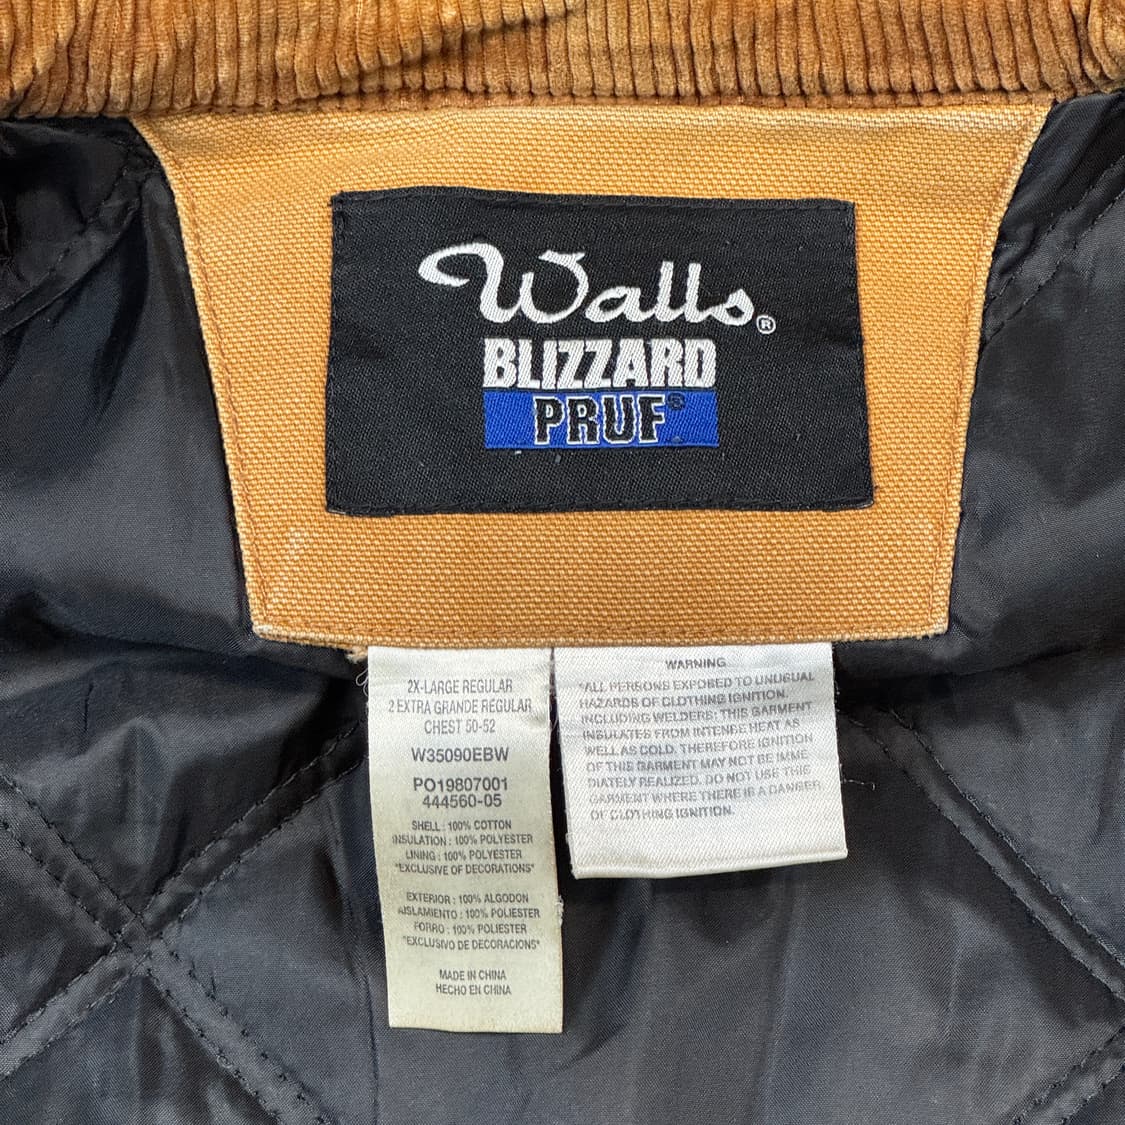 Walls®
BLIZZARD
PRUF®
2X-LARGE REGULAR
2 EXTRA GRANDE REGULAR
CHEST 50-52
W35090EBW
PO19807001
444560-05
SHELL : 100% COTTON
INSULATION : 100% POLYESTER
LINING : 100% POLYESTER
"EXCLUSIVE OF DECORATIONS"
EXTERIOR : 100% ALGODON
AISLAMIENTO : 100% POLIESTER
FORRO : 100% POLIESTER
"EXCLUSIVO DE DECORACIONS"
MADE IN CHINA
HECHO EN CHINA
WARNING
"ALL PERSONS EXPOSED TO UNUSUAL
HAZARDS OF CLOTHING IGNITION.
INCLUDING WELDERS: THIS GARMENT
INSULATES FROM INTENSE HEAT AS
WELL AS COLD. THEREFORE IGNITION
OF THIS GARMENT MAY NOT BE IMME
DIATELY REALIZED. DO NOT USE THIS
GARMENT WHERE THERE IS A DANGER
OF CLOTHING IGNITION.